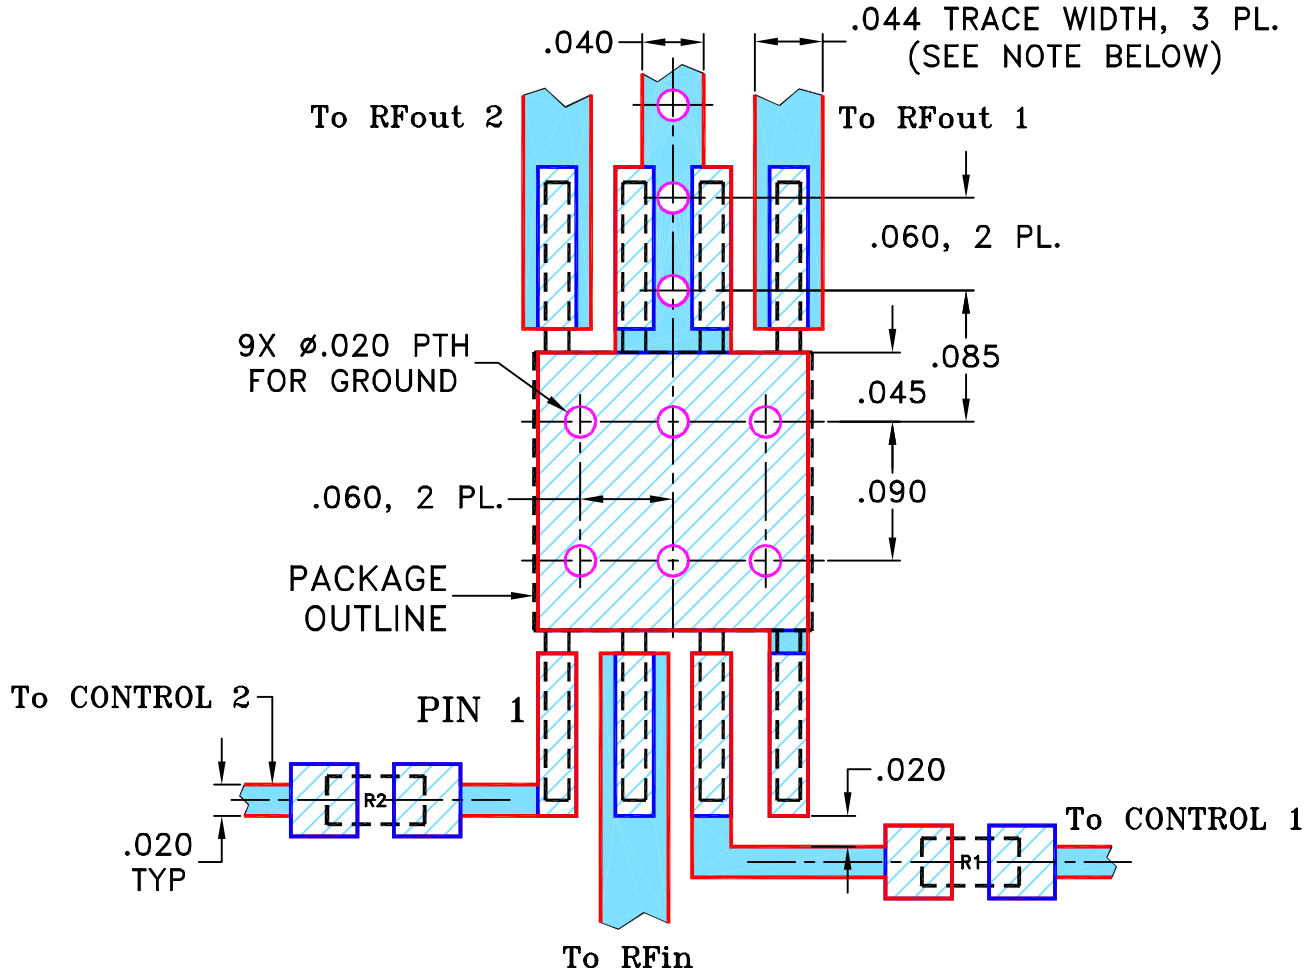 .044 TRACE WIDTH, 3 PL.
(SEE NOTE BELOW)
.040
To RFout 2
To RFout 1
.060, 2 PL.
9X ø.020 PTH
FOR GROUND
.085
.045
.060, 2 PL.
.090
PACKAGE
OUTLINE
To CONTROL 2
PIN 1
.020
R2
To CONTROL 1
.020
TYP
R1
To RFin